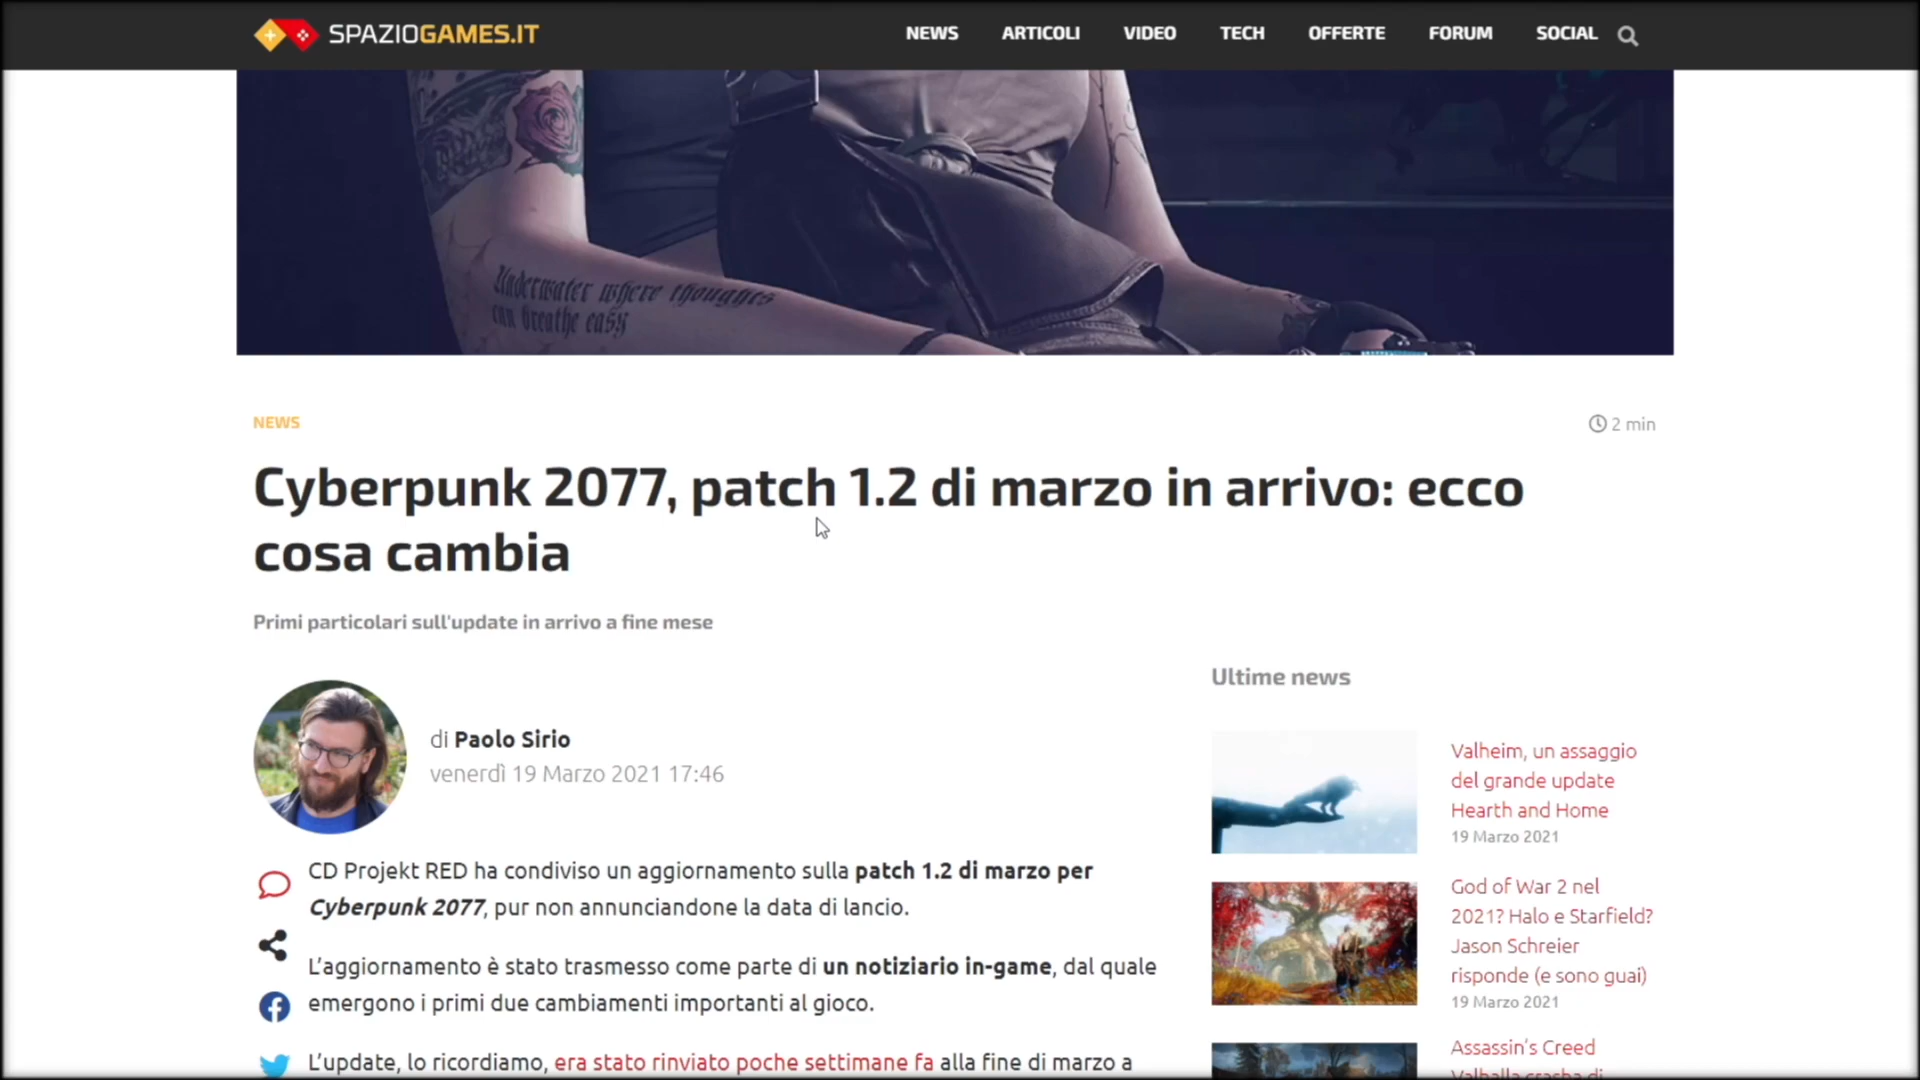 SPAZIOGAMES.IT
NEWS ARTICOLI VIDEO TECH OFFERTE FORUM SOCIAL
Underwater where thoughts
can breathe easy
NEWS
2 min
Cyberpunk 2077, patch 1.2 di marzo in arrivo: ecco
cosa cambia
Primi particolari sull'update in arrivo a fine mese
di Paolo Sirio
venerdì 19 Marzo 2021 17:46
CD Projekt RED ha condiviso un aggiornamento sulla patch 1.2 di marzo per
Cyberpunk 2077, pur non annunciandone la data di lancio.
L'aggiornamento è stato trasmesso come parte di un notiziario in-game, dal quale
emergono i primi due cambiamenti importanti al gioco.
L'update, lo ricordiamo, era stato rinviato poche settimane fa alla fine di marzo a
Ultime news
Valheim, un assaggio
del grande update
Hearth and Home
19 Marzo 2021
God of War 2 nel
2021? Halo e Starfield?
Jason Schreier
risponde (e sono guai)
19 Marzo 2021
Assassin's Creed
Valhalla crasha di